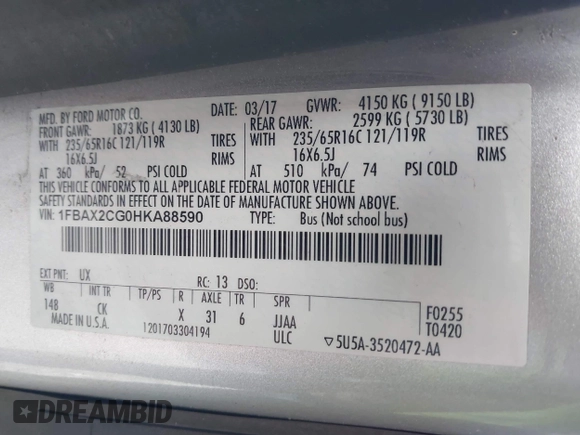 MFD. BY FORD MOTOR CO. DATE: 03/17 GVWR: 4150 KG ( 9150 LB)
FRONT GAWR: 1873 KG ( 4130 LB) REAR GAWR: 2599 KG ( 5730 LB)
WITH 235/65R16C 121/119R TIRES WITH 235/65R16C 121/119R TIRES
16X6.5J RIMS 16X6.5J RIMS
AT 360 kPa/ 52 PSI COLD AT 510 kPa/ 74 PSI COLD
THIS VEHICLE CONFORMS TO ALL APPLICABLE FEDERAL MOTOR VEHICLE
SAFETY STANDARDS IN EFFECT ON THE DATE OF MANUFACTURE SHOWN ABOVE.
VIN: 1FBAX2CG0HKA88590 TYPE: Bus (Not school bus)
EXT PNT: UX RC: 13 DSO:
WB INT TR TP/PS R AXLE TR SPR
148 CK X 31 6 JJAA F0255
MADE IN U.S.A. 1201703304194 ULC T0420
▽5U5A-3520472-AA
DREAMBID